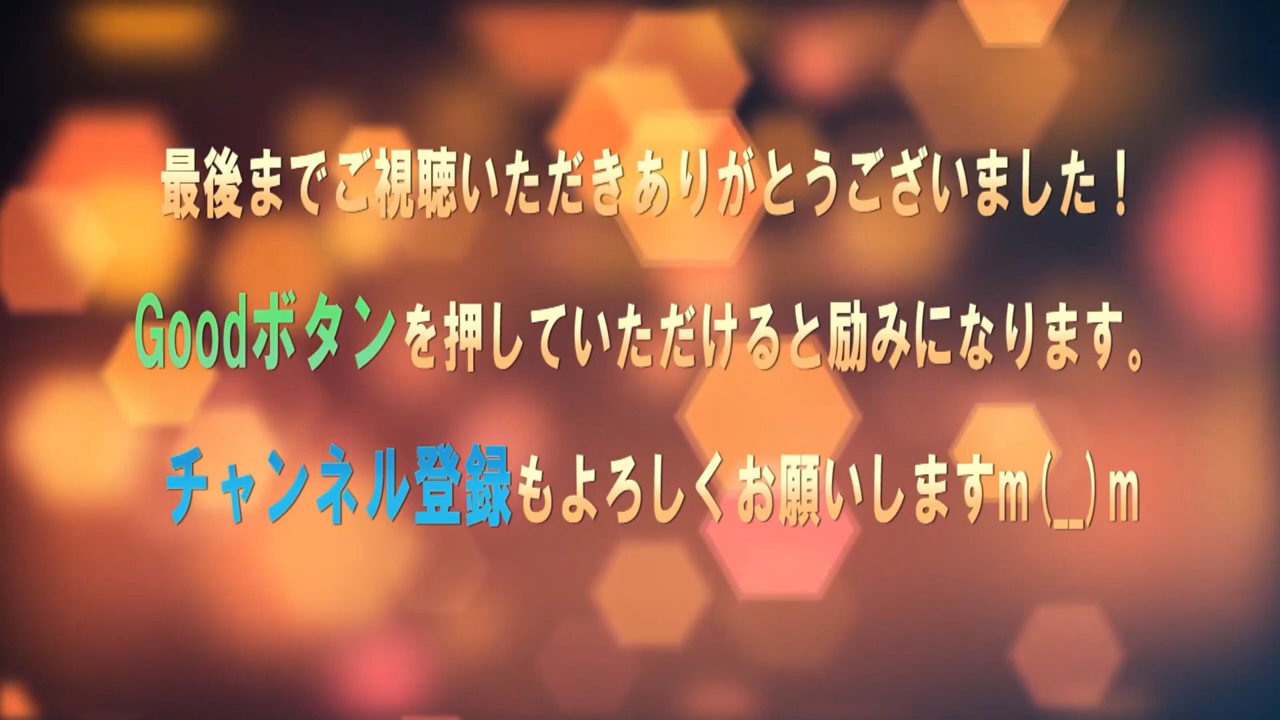 最後までご視聴いただきありがとうございました！
Goodボタンを押していただけると励みになります。
チャンネル登録もよろしくお願いしますm(__)m